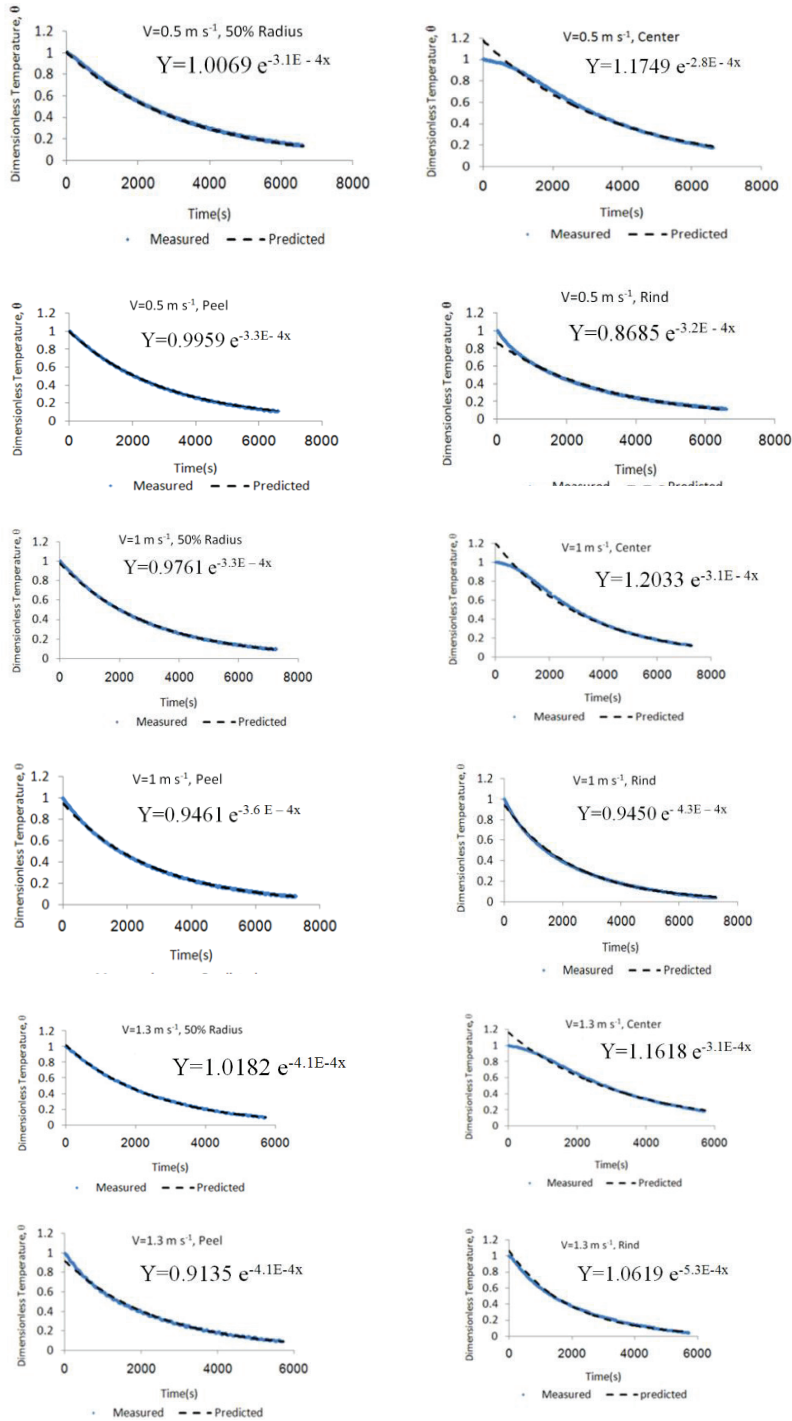 V=0.5 m s-1, 50% Radius
Y=1.0069 e-3.1E - 4x
Dimensionless Temperature, θ
1.2
1
0.8
0.6
0.4
0.2
0
0 2000 4000 6000 8000
Time(s)
Measured Predicted
V=0.5 m s-1, Center
Y=1.1749 e-2.8E - 4x
Dimensionless Temperature, θ
1.2
1
0.8
0.6
0.4
0.2
0
0 2000 4000 6000 8000
Time(s)
Measured Predicted
V=0.5 m s-1, Peel
Y=0.9959 e-3.3E- 4x
Dimensionless Temperature, θ
1.2
1
0.8
0.6
0.4
0.2
0
0 2000 4000 6000 8000
Time(s)
Measured Predicted
V=0.5 m s-1, Rind
Y=0.8685 e-3.2E - 4x
Dimensionless Temperature, θ
1.2
1
0.8
0.6
0.4
0.2
0
0 2000 4000 6000 8000
Time(s)
Measured Predicted
V=1 m s-1, 50% Radius
Y=0.9761 e-3.3E – 4x
Dimensionless Temperature, θ
1.2
1
0.8
0.6
0.4
0.2
0
0 2000 4000 6000 8000
Time(s)
Measured Predicted
V=1 m s-1, Center
Y=1.2033 e-3.1E - 4x
Dimensionless Temperature, θ
1.2
1
0.8
0.6
0.4
0.2
0
0 2000 4000 6000 8000
Time(s)
Measured Predicted
V=1 m s-1, Peel
Y=0.9461 e-3.6 E – 4x
Dimensionless Temperature, θ
1.2
1
0.8
0.6
0.4
0.2
0
0 2000 4000 6000 8000
Time(s)
V=1 m s-1, Rind
Y=0.9450 e- 4.3E – 4x
Dimensionless Temperature, θ
1.2
1
0.8
0.6
0.4
0.2
0
0 2000 4000 6000 8000
Time(s)
Measured Predicted
V=1.3 m s-1, 50% Radius
Y=1.0182 e-4.1E-4x
Dimensionless Temperature, θ
1.2
1
0.8
0.6
0.4
0.2
0
0 2000 4000 6000
Time(s)
Measured Predicted
V=1.3 m s-1, Center
Y=1.1618 e-3.1E-4x
Dimensionless Temperature, θ
1.2
1
0.8
0.6
0.4
0.2
0
0 2000 4000 6000
Time(s)
Measured Predicted
V=1.3 m s-1, Peel
Y=0.9135 e-4.1E-4x
Dimensionless Temperature, θ
1.2
1
0.8
0.6
0.4
0.2
0
0 2000 4000 6000
Time(s)
Measured Predicted
V=1.3 m s-1, Rind
Y=1.0619 e-5.3E-4x
Dimensionless Temperature, θ
1.2
1
0.8
0.6
0.4
0.2
0
0 2000 4000 6000
Time(s)
Measured predicted